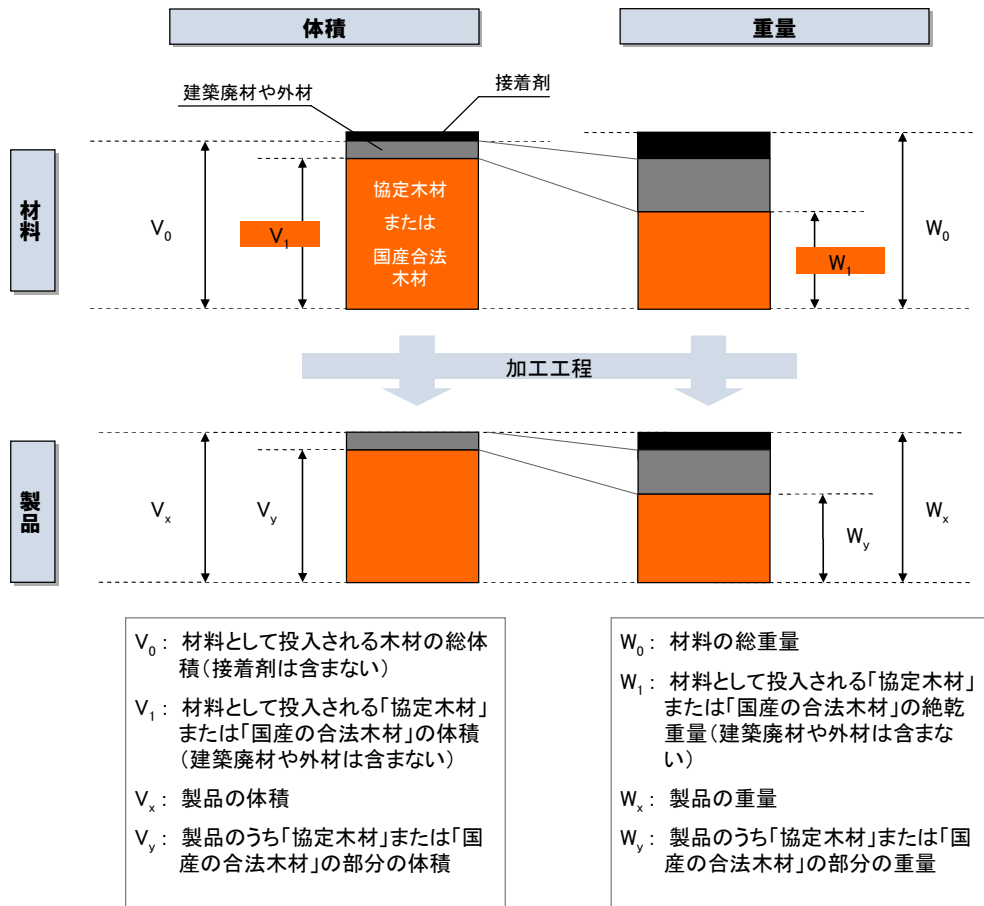 体積
重量
建築廃材や外材
接着剤
材料
V₀
V₁
協定木材
または
国産合法
木材
W₁
W₀
加工工程
製品
Vₓ
Vᵧ
Wᵧ
Wₓ
V₀： 材料として投入される木材の総体
積（接着剤は含まない）
V₁： 材料として投入される「協定木材」
または「国産の合法木材」の体積
（建築廃材や外材は含まない）
Vₓ： 製品の体積
Vᵧ： 製品のうち「協定木材」または「国
産の合法木材」の部分の体積
W₀： 材料の総重量
W₁： 材料として投入される「協定木材」
または「国産の合法木材」の絶乾
重量（建築廃材や外材は含まな
い）
Wₓ： 製品の重量
Wᵧ： 製品のうち「協定木材」または「国
産の合法木材」の部分の重量